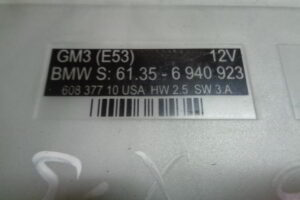 GM3 (E53) 12V
BMW S: 61.35 - 6 940 923
608 377 10 USA HW 2.5 SW 3.A